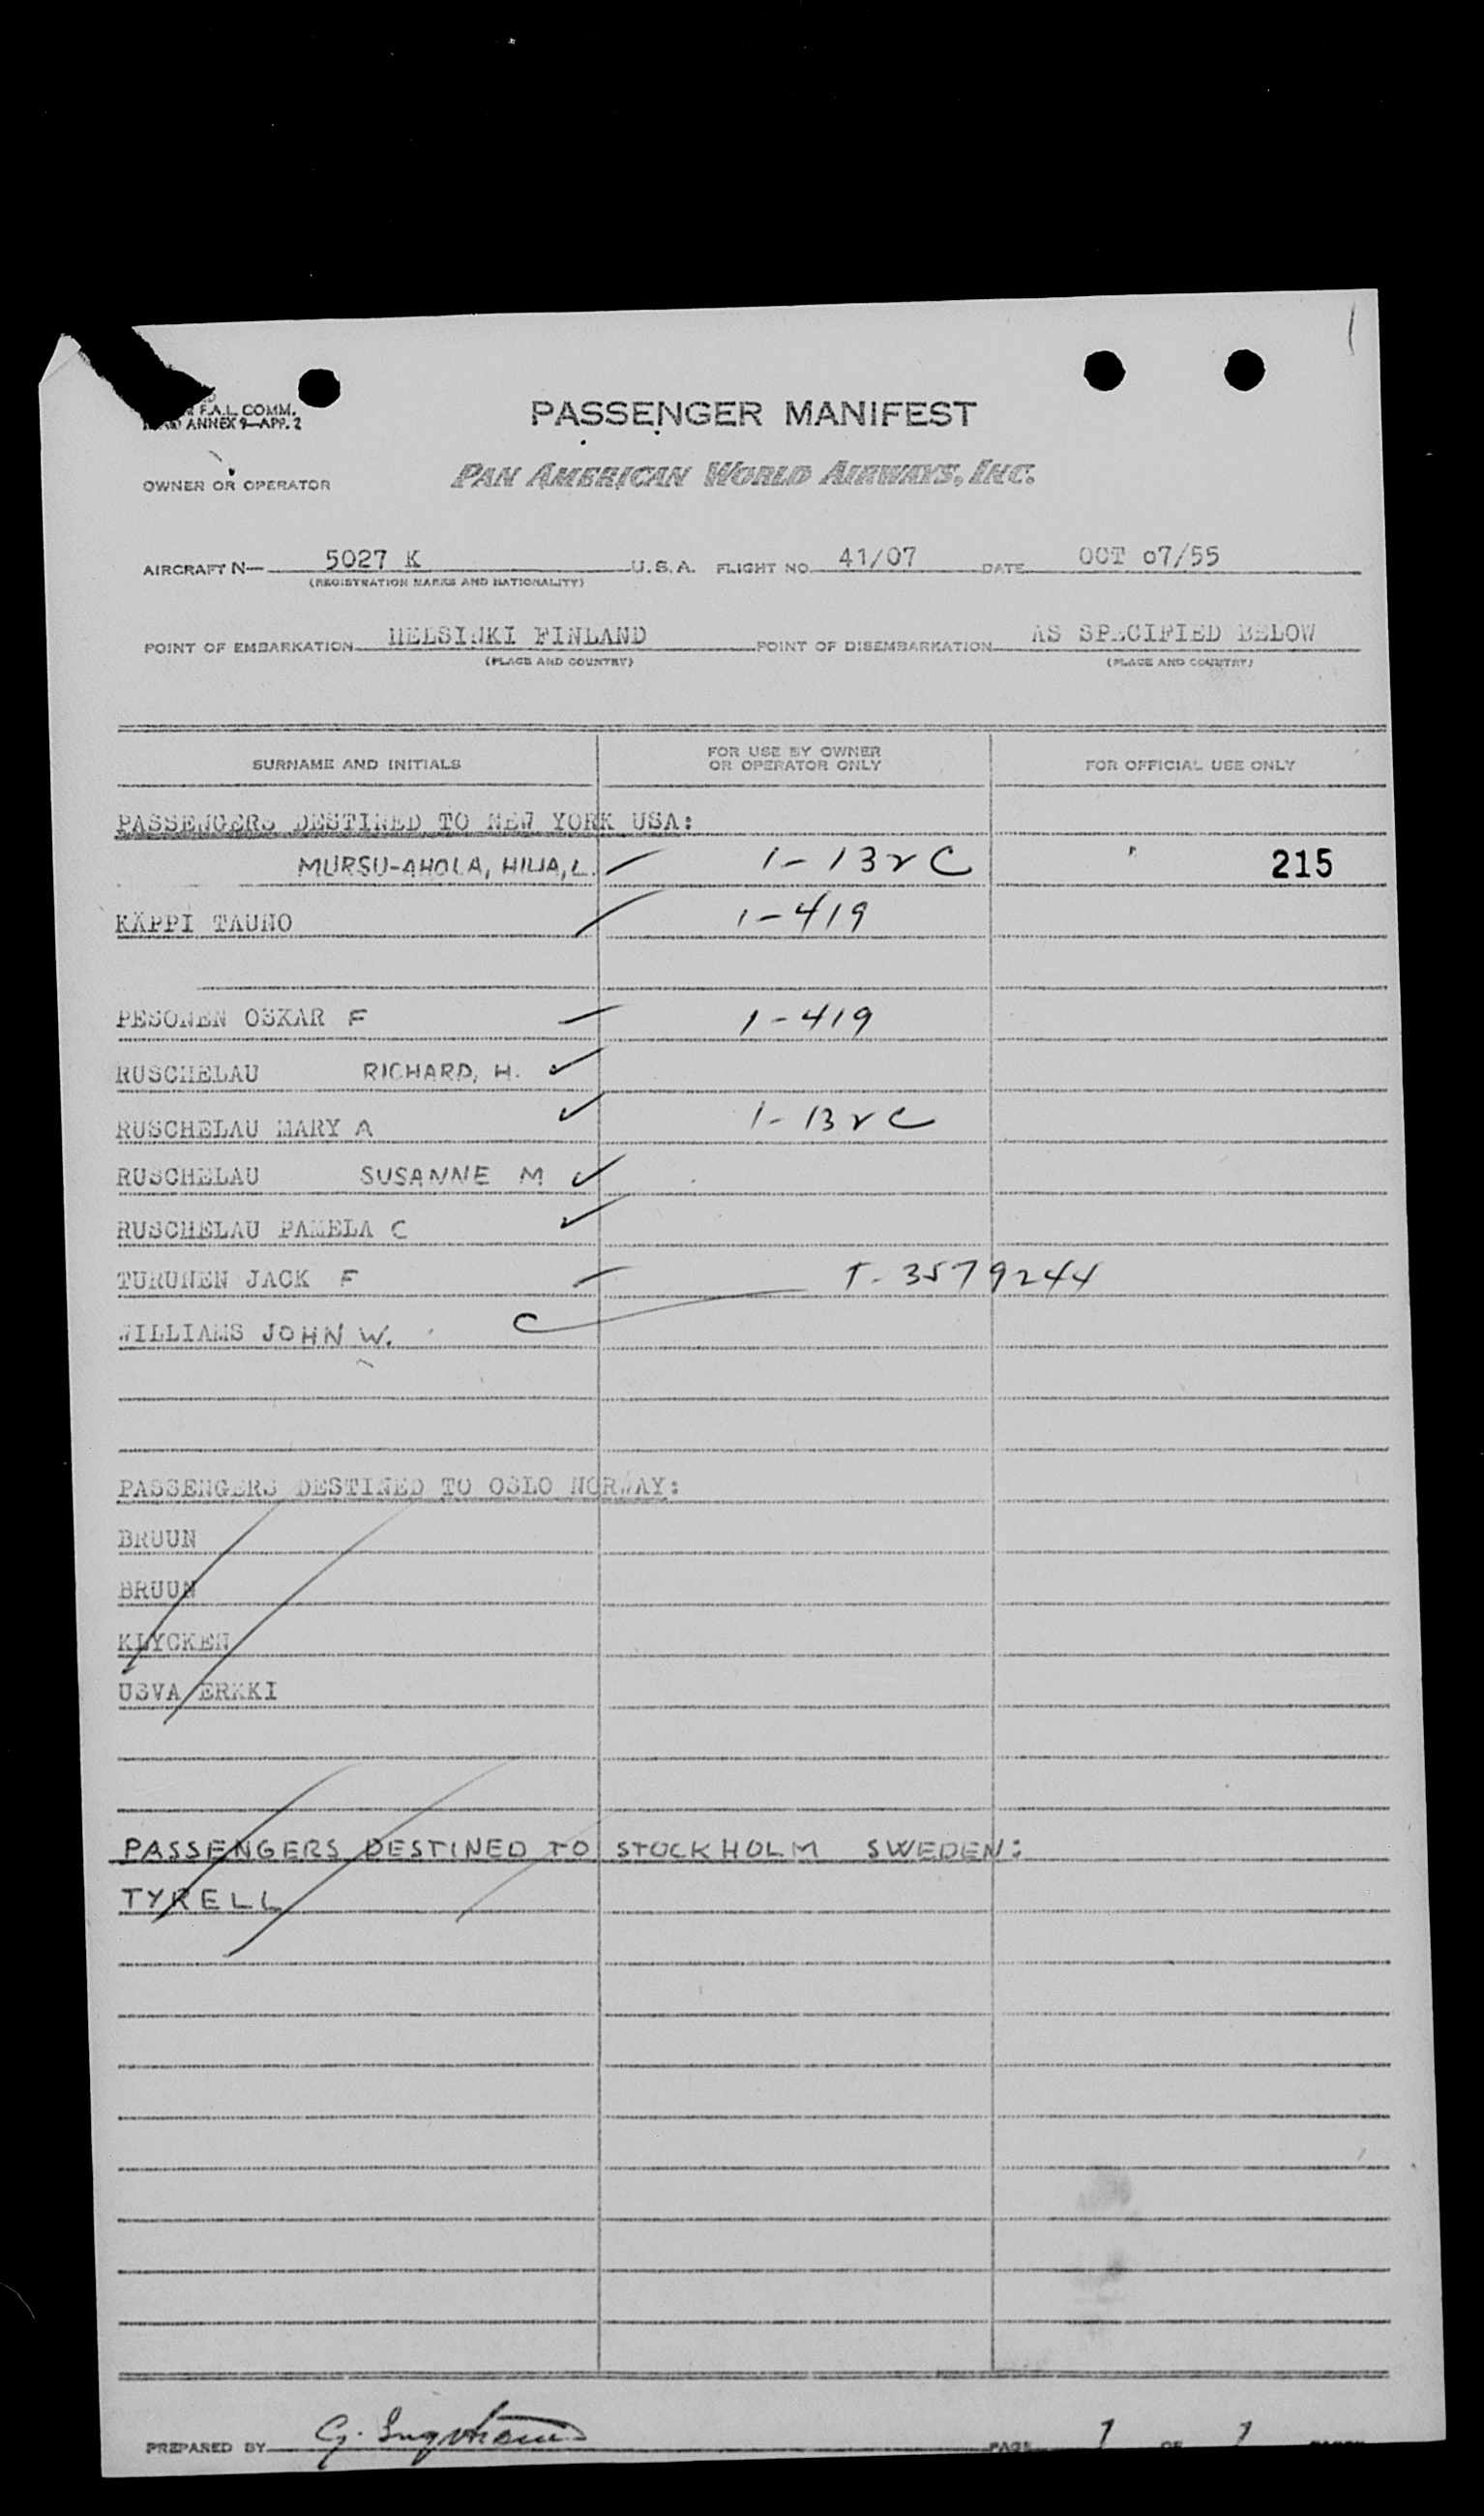 F.A.L. COMM.
ANNEX 9—APP. 2
PASSENGER MANIFEST
OWNER OR OPERATOR PAN AMERICAN WORLD AIRWAYS, INC.
AIRCRAFT N— 5027 K U.S.A. FLIGHT NO. 41/07 DATE OCT 07/55
(REGISTRATION MARKS AND NATIONALITY)
POINT OF EMBARKATION HELSINKI FINLAND POINT OF DISEMBARKATION AS SPECIFIED BELOW
(PLACE AND COUNTRY) (PLACE AND COUNTRY)
SURNAME AND INITIALS FOR USE BY OWNER OR OPERATOR ONLY FOR OFFICIAL USE ONLY
PASSENGERS DESTINED TO NEW YORK USA:
MURSU-AHOLA, HILJA, L. 1-132C 215
KÄPPI TAUNO 1-419
PESONEN OSKAR F 1-419
RUSCHELAU RICHARD, H.
RUSCHELAU MARY A 1-132C
RUSCHELAU SUSANNE M
RUSCHELAU PAMELA C
TURUNEN JACK F T-3579244
WILLIAMS JOHN W.
PASSENGERS DESTINED TO OSLO NORWAY:
BRUUN
BRUUN
KLYCKEN
USVA ERKKI
PASSENGERS DESTINED TO STOCKHOLM SWEDEN:
TYRELL
PREPARED BY G. PAGE 1 OF 1